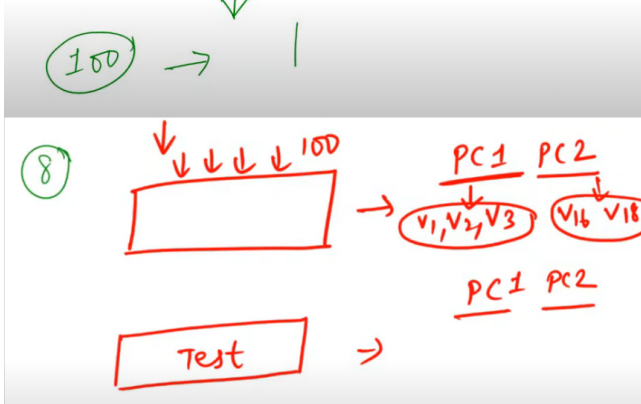 100 → |
8
100
PC1 PC2
V1, V2, V3 V16 V18
PC1 PC2
Test ⇒